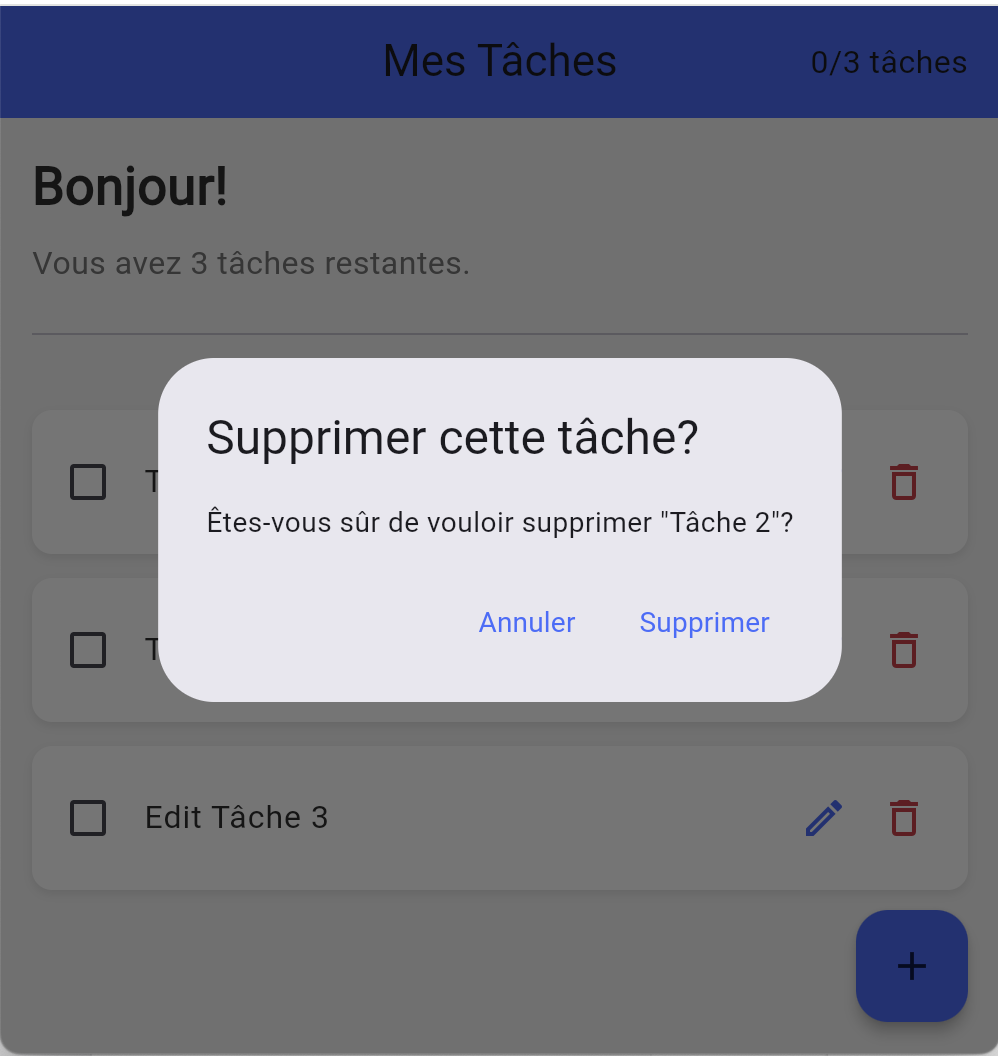 Mes Tâches
0/3 tâches
Bonjour!
Vous avez 3 tâches restantes.
Supprimer cette tâche?
Êtes-vous sûr de vouloir supprimer "Tâche 2"?
Annuler
Supprimer
Edit Tâche 3